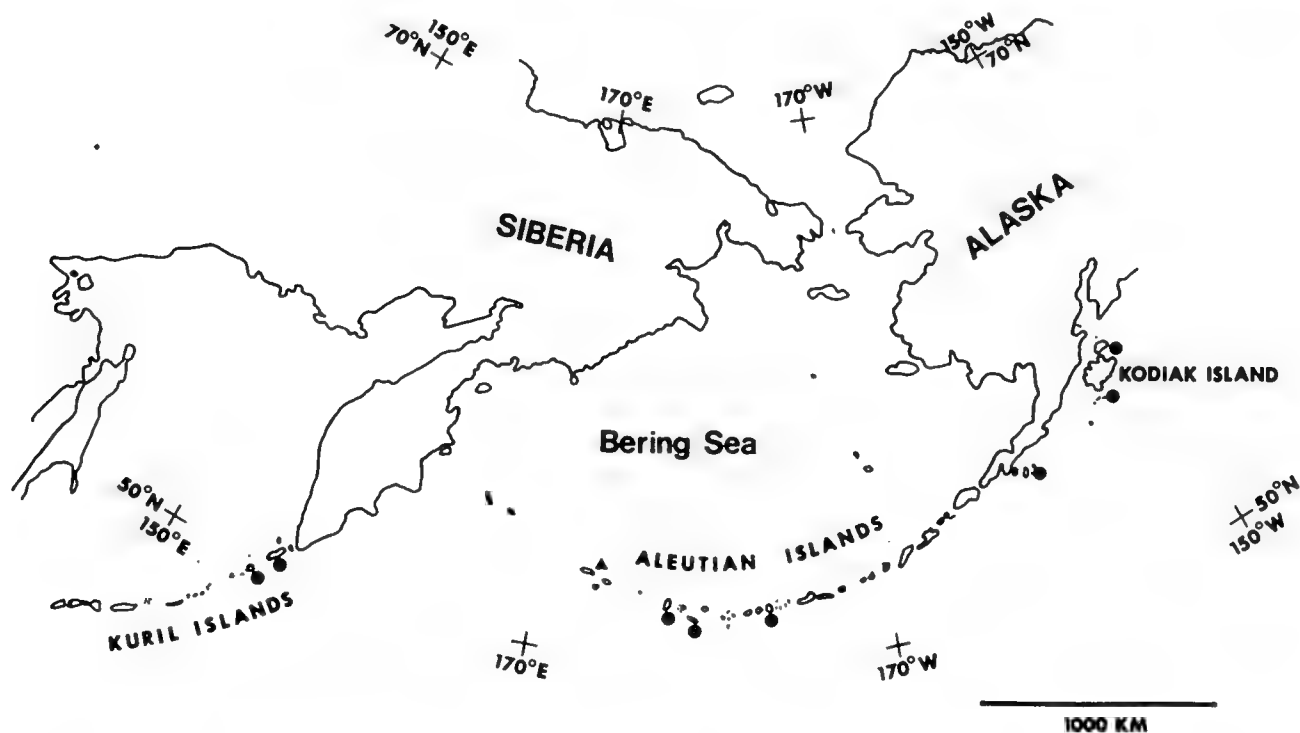 150°E
70°N
150°W
70°N
170°E
170°W
SIBERIA
ALASKA
KODIAK ISLAND
Bering Sea
50°N
150°E
50°N
150°W
ALEUTIAN ISLANDS
KURIL ISLANDS
170°E
170°W
1000 KM